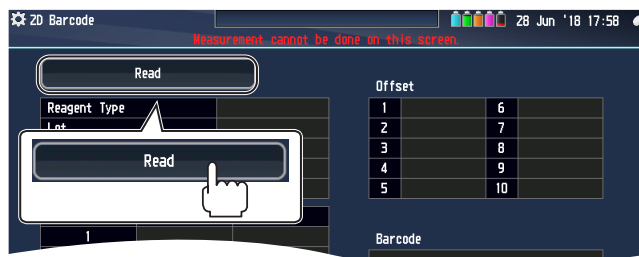 2D Barcode
28 Jun '18 17:58
Measurement cannot be done on this screen.
Read
Reagent Type
Lot
Read
1
Offset
1 6
2 7
3 8
4 9
5 10
Barcode